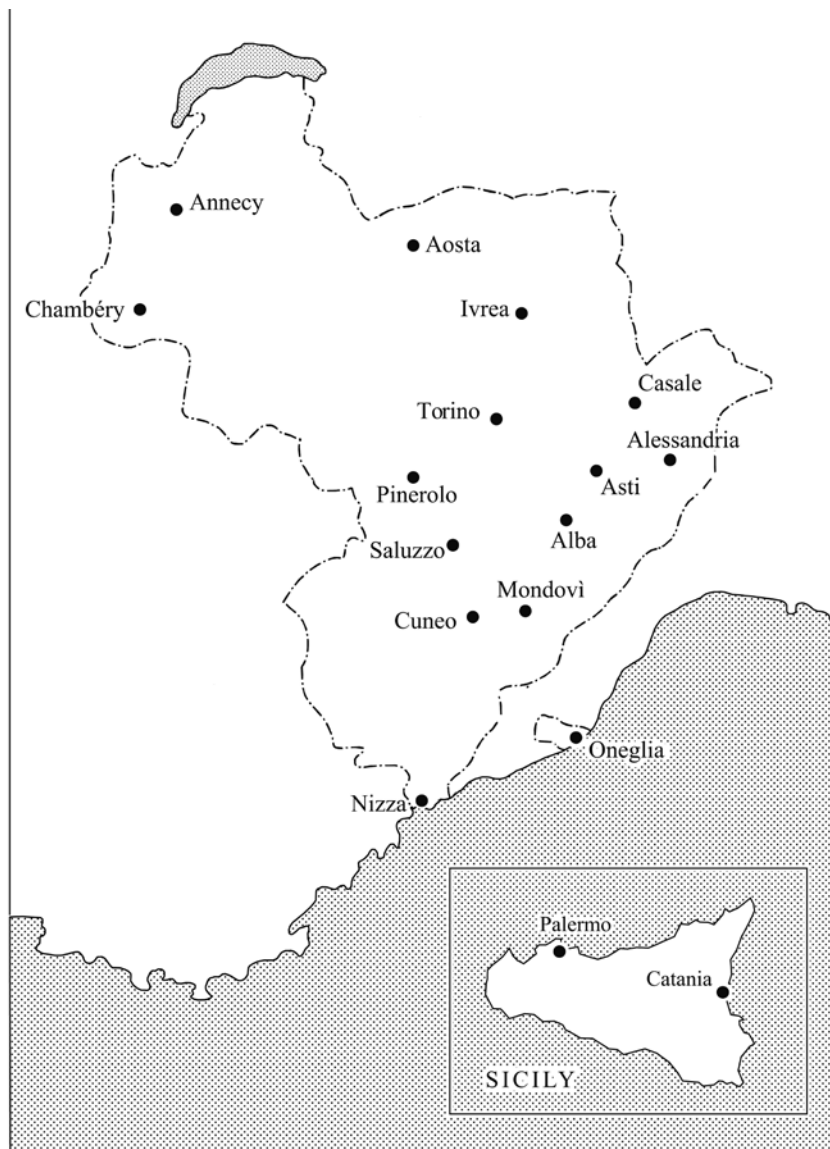 Annecy
Aosta
Chambéry
Ivrea
Casale
Torino
Alessandria
Asti
Pinerolo
Alba
Saluzzo
Mondovì
Cuneo
Oneglia
Nizza
Palermo
Catania
SICILY